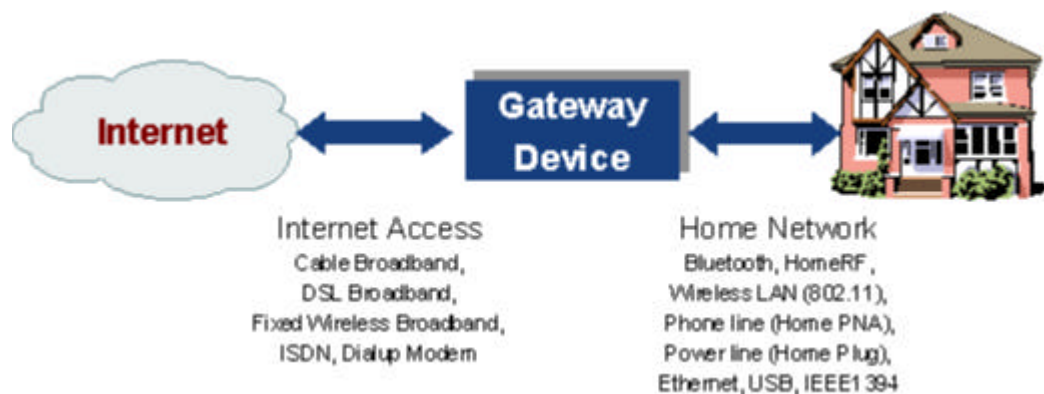 Internet
Gateway
Device
Internet Access
Cable Broadband,
DSL Broadband,
Fixed Wireless Broadband,
ISDN, Dialup Modem
Home Network
Bluetooth, HomeRF,
Wireless LAN (802.11),
Phone line (Home PNA),
Power line (Home Plug),
Ethernet, USB, IEEE1394